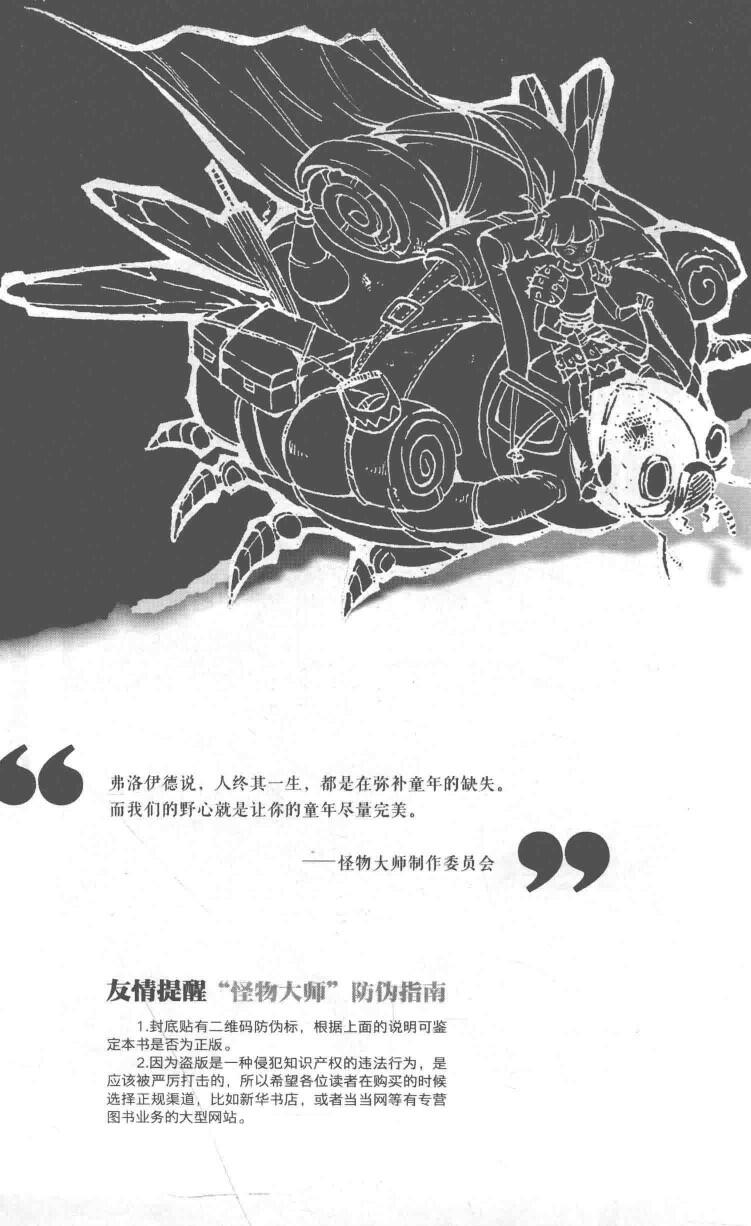 弗洛伊德说，人终其一生，都是在弥补童年的缺失。
而我们的野心就是让你的童年尽量完美。
——怪物大师制作委员会
友情提醒“怪物大师”防伪指南
1.封底贴有二维码防伪标，根据上面的说明可鉴
定本书是否为正版。
2.因为盗版是一种侵犯知识产权的违法行为，是
应该被严厉打击的，所以希望各位读者在购买的时候
选择正规渠道，比如新华书店，或者当当网等有专营
图书业务的大型网站。